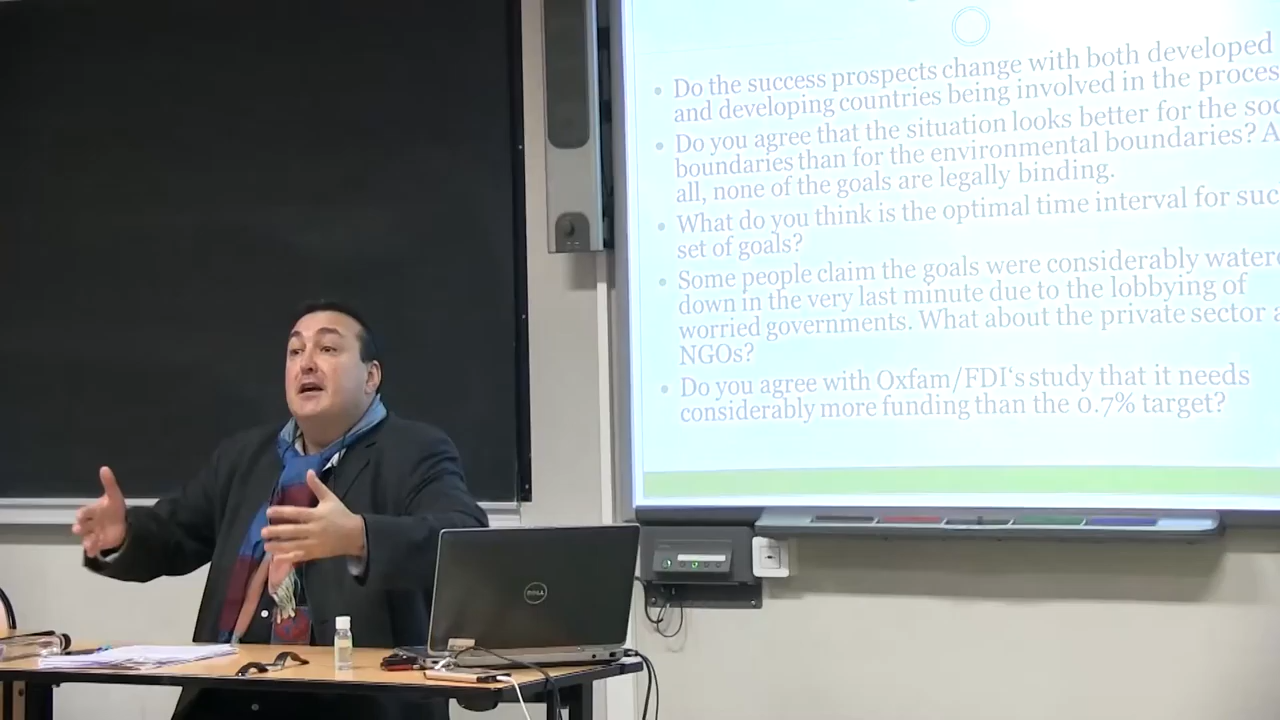 Do the success prospects change with both developed
and developing countries being involved in the
Do you agree that the situation looks better for the
boundaries than for the environmental boundaries?
all, none of the goals are legally binding.
What do you think is the optimal time interval for
set of goals?
Some people claim the goals were considerably
down in the very last minute due to the lobbying of
worried governments. What about the private sector
NGOs?
Do you agree with Oxfam/FDI's study that it needs
considerably more funding than the 0.7% target?
DELL